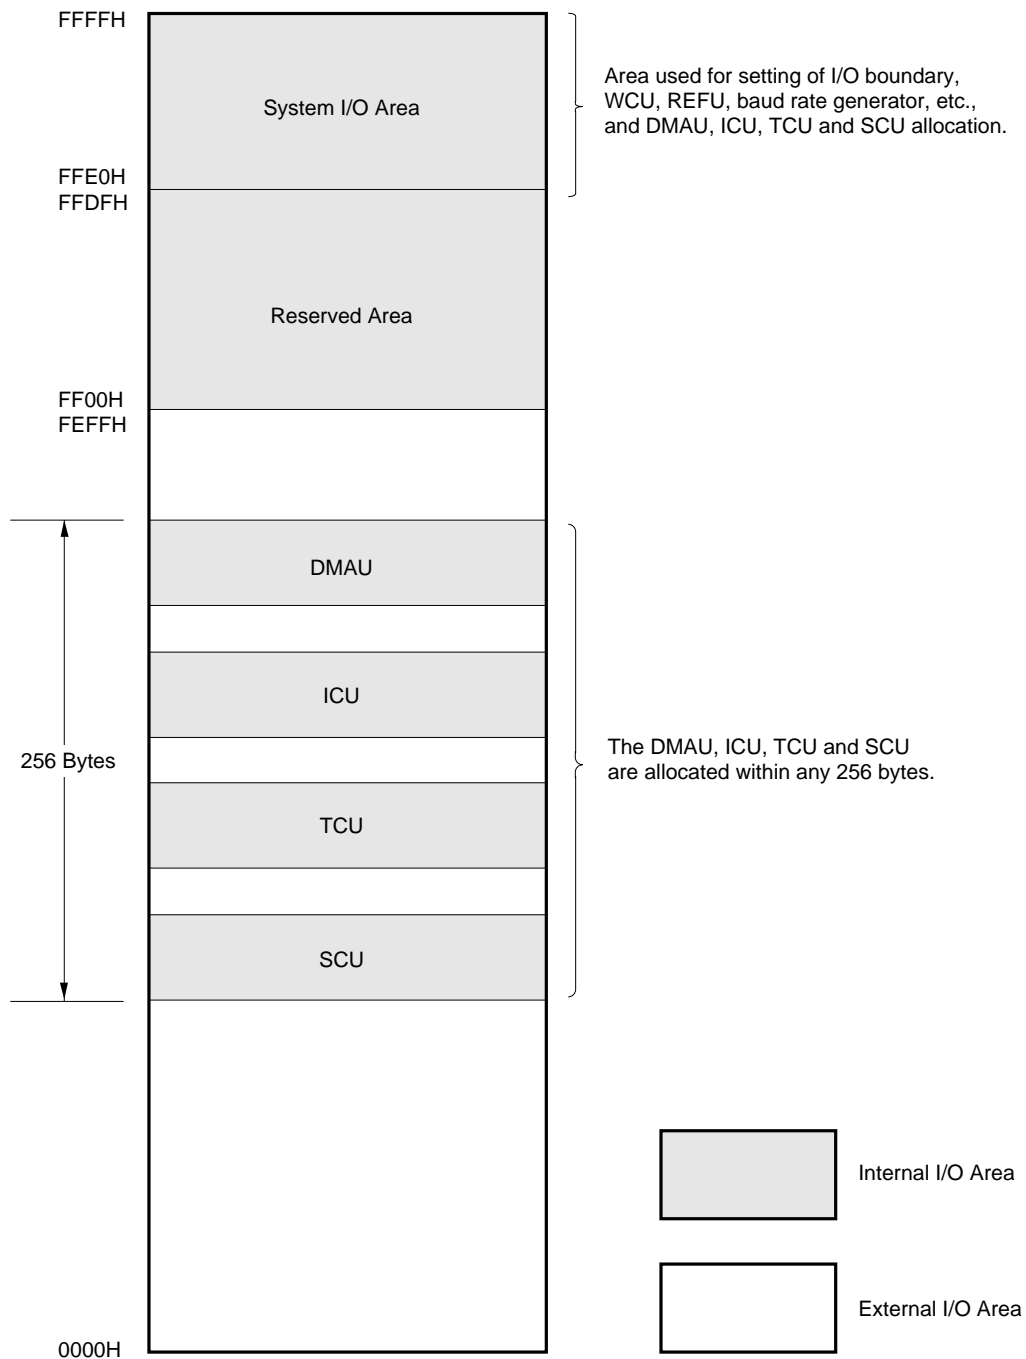 FFFFH
System I/O Area
Area used for setting of I/O boundary,
WCU, REFU, baud rate generator, etc.,
and DMAU, ICU, TCU and SCU allocation.
FFE0H
FFDFH
Reserved Area
FF00H
FEFFH
DMAU
ICU
256 Bytes
The DMAU, ICU, TCU and SCU
are allocated within any 256 bytes.
TCU
SCU
Internal I/O Area
External I/O Area
0000H